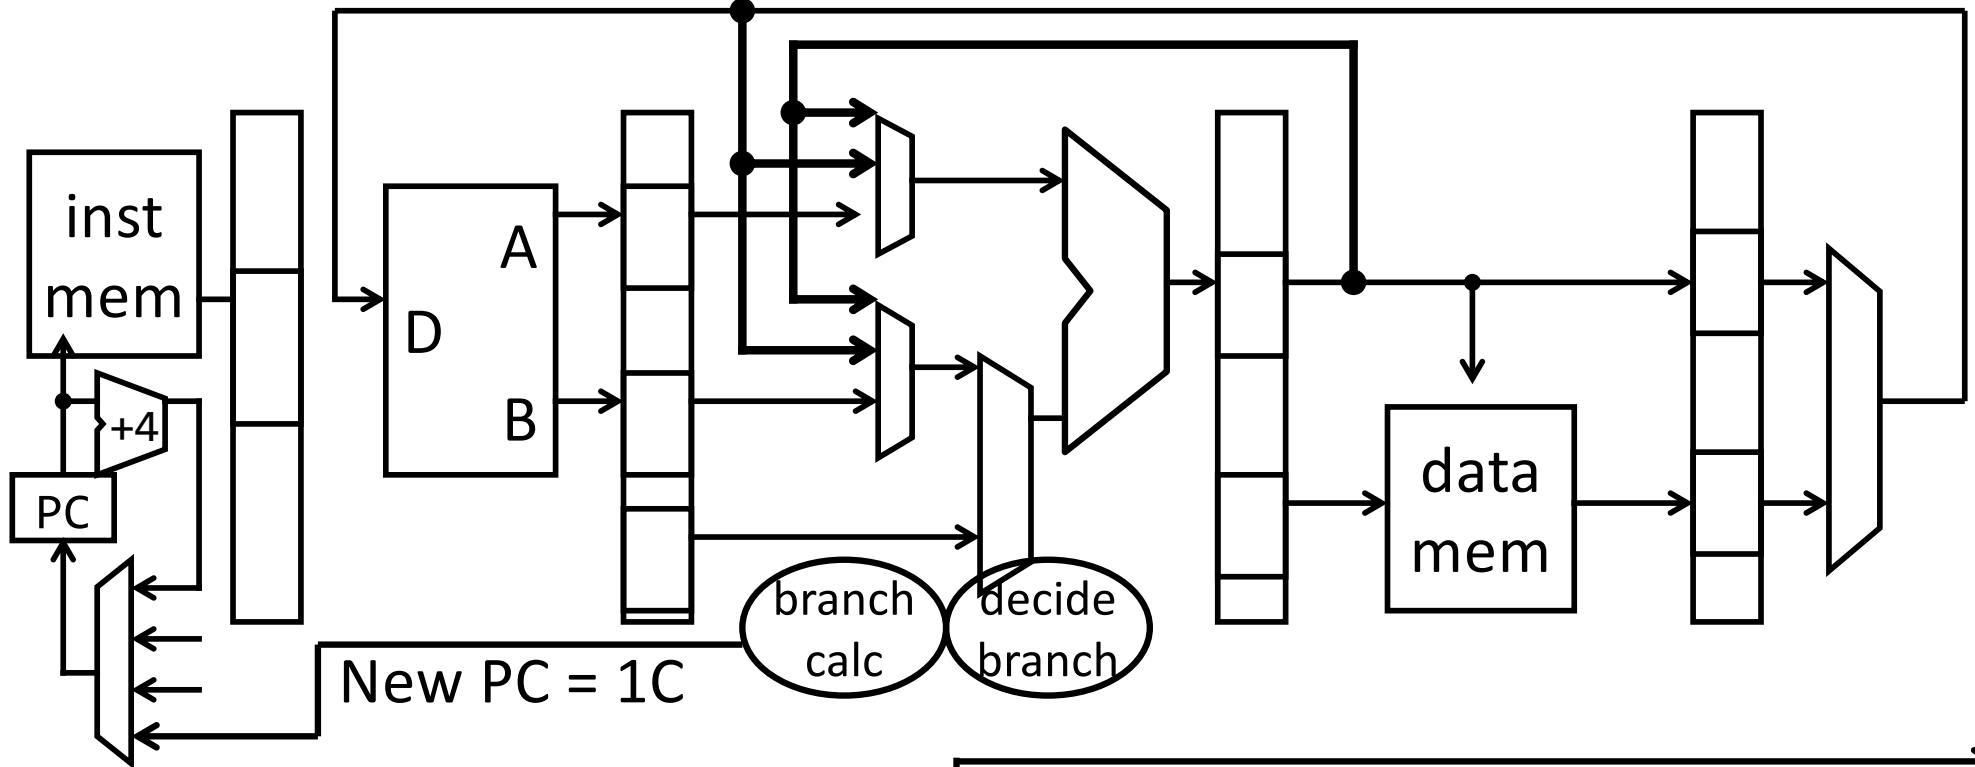 inst
mem
+4
PC
A
D
B
branch
calc
decide
branch
New PC = 1C
data
mem